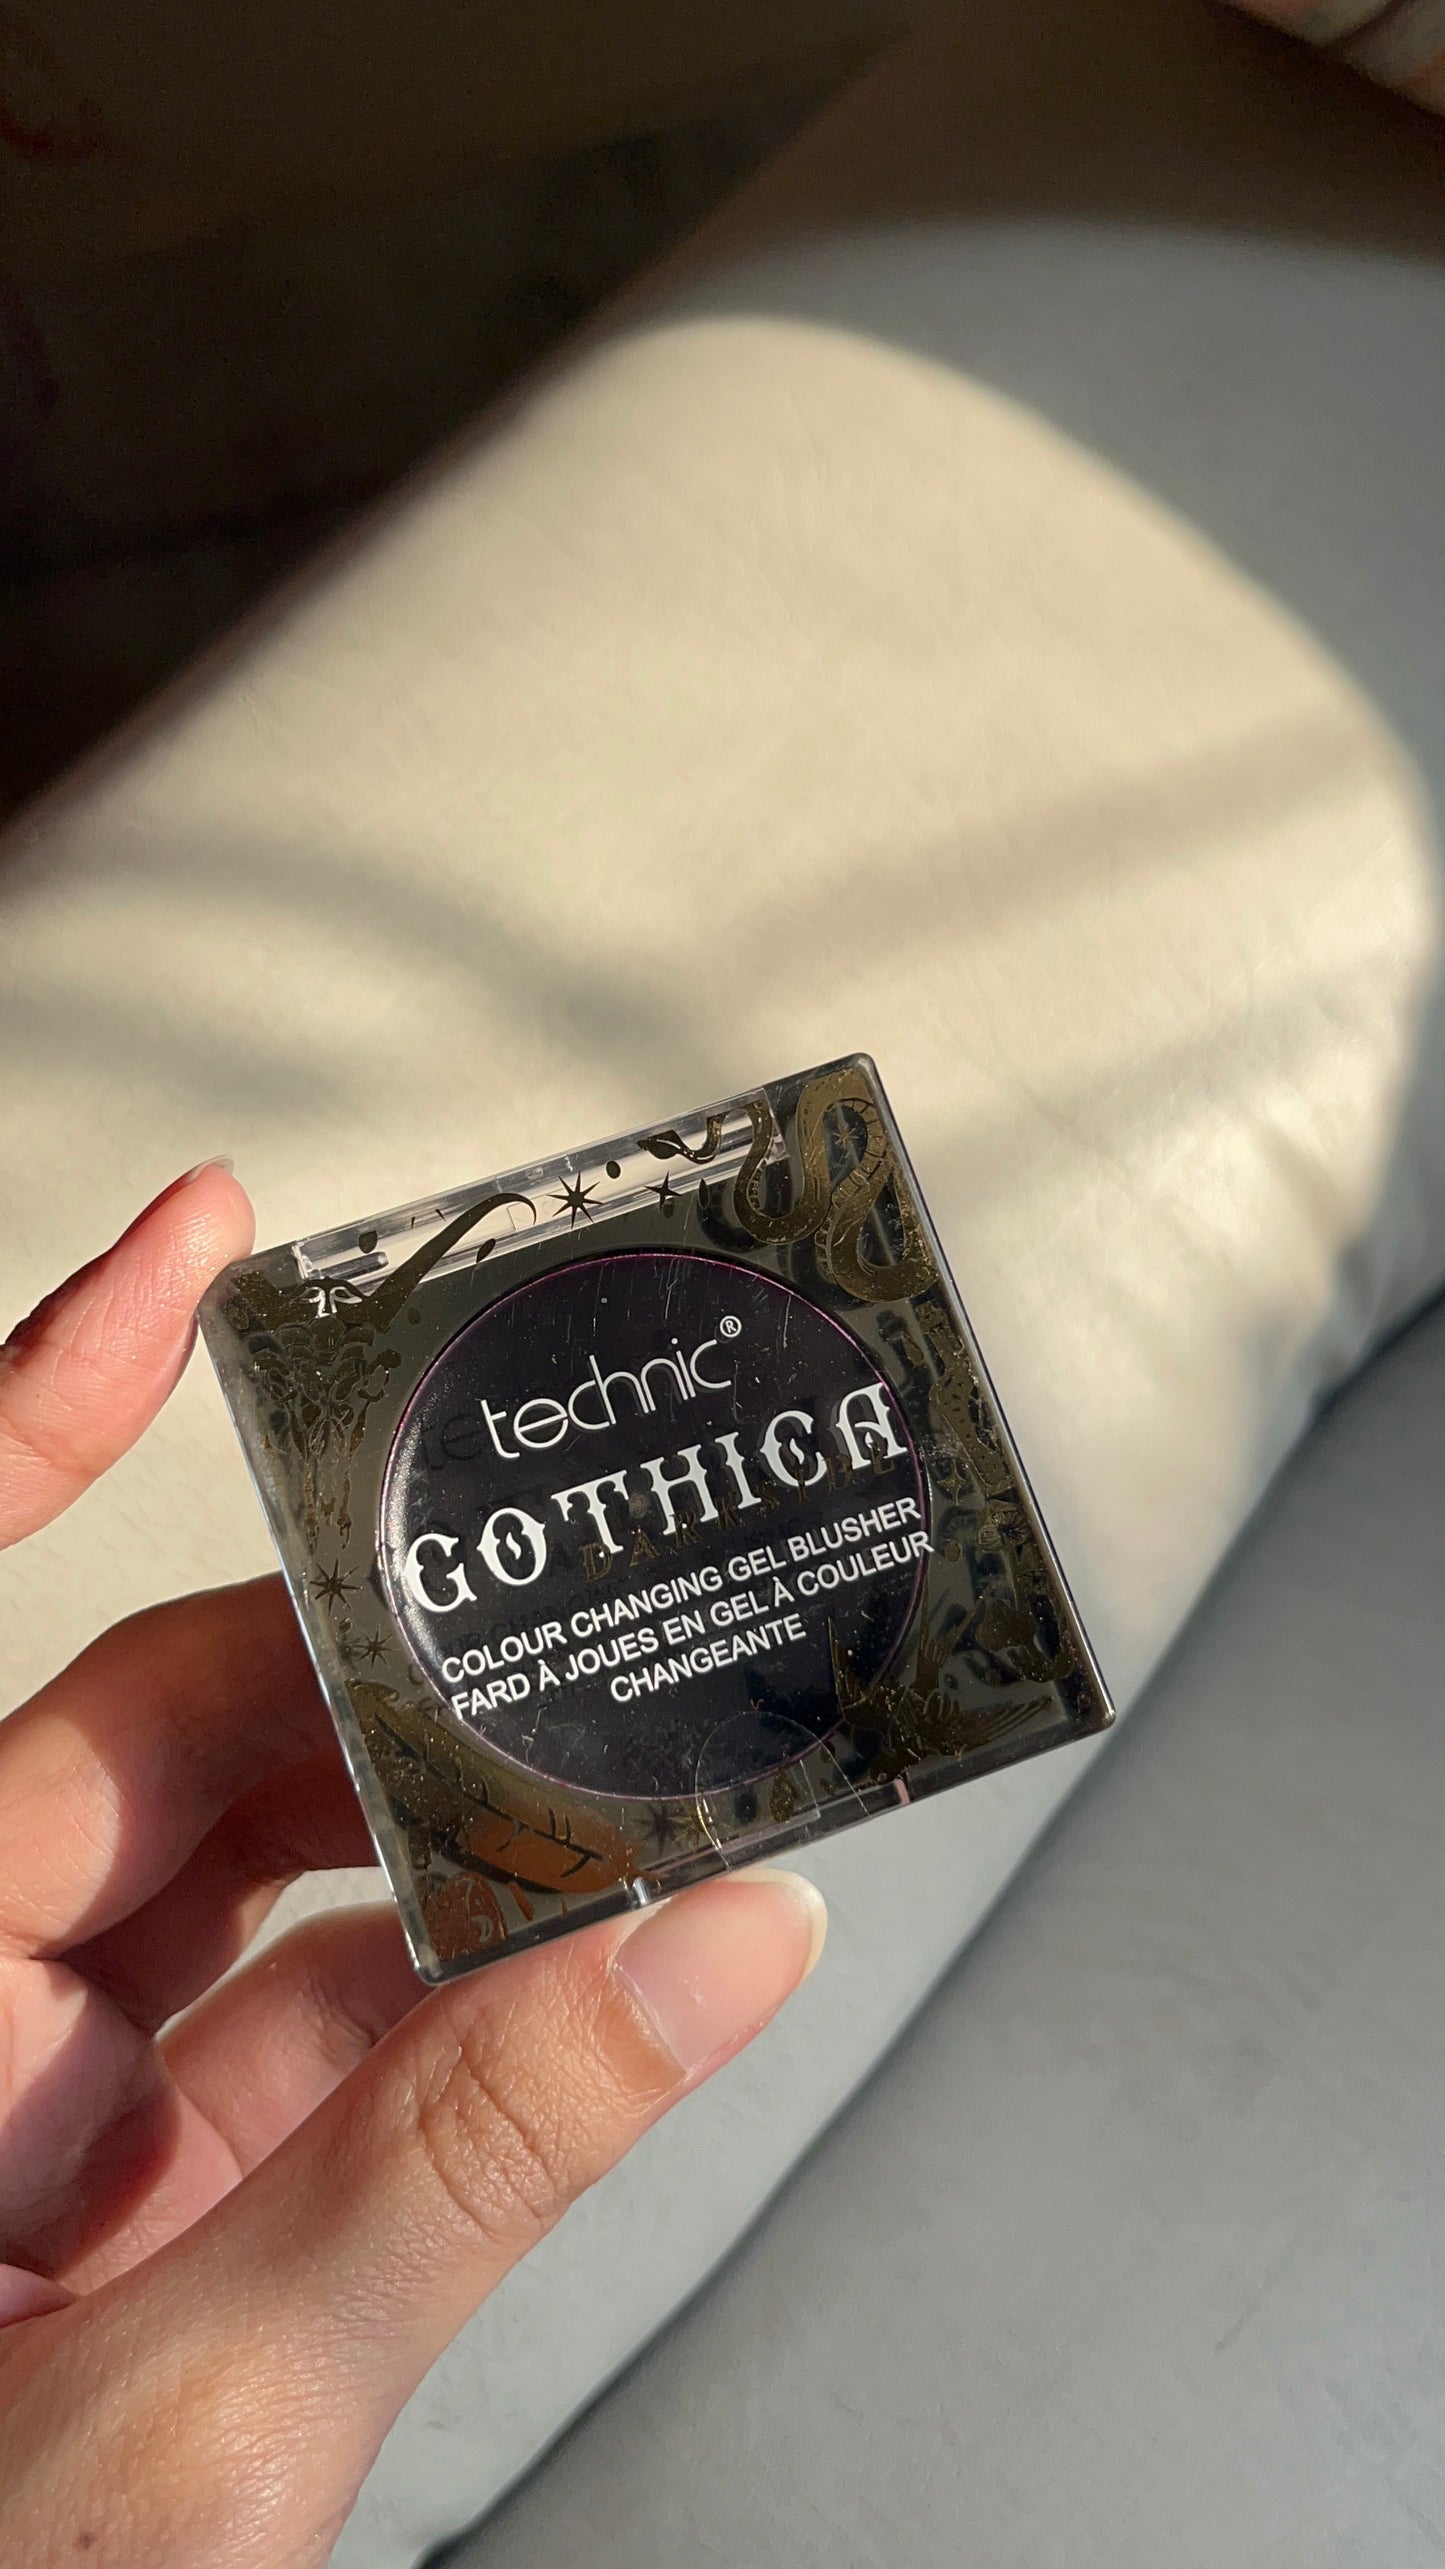 technic®
GOTHICA
DARKSIDE
COLOUR CHANGING GEL BLUSHER
FARD À JOUES EN GEL À COULEUR
CHANGEANTE